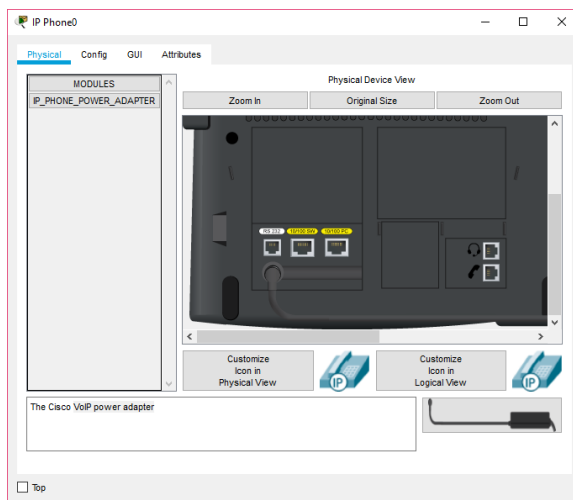 IP Phone0
Physical Config GUI Attributes
MODULES
IP_PHONE_POWER_ADAPTER
Physical Device View
Zoom In Original Size Zoom Out
RS 232 10/100 SW 10/100 PC
Customize
Icon in
Physical View
IP
Customize
Icon in
Logical View
IP
The Cisco VoIP power adapter
Top